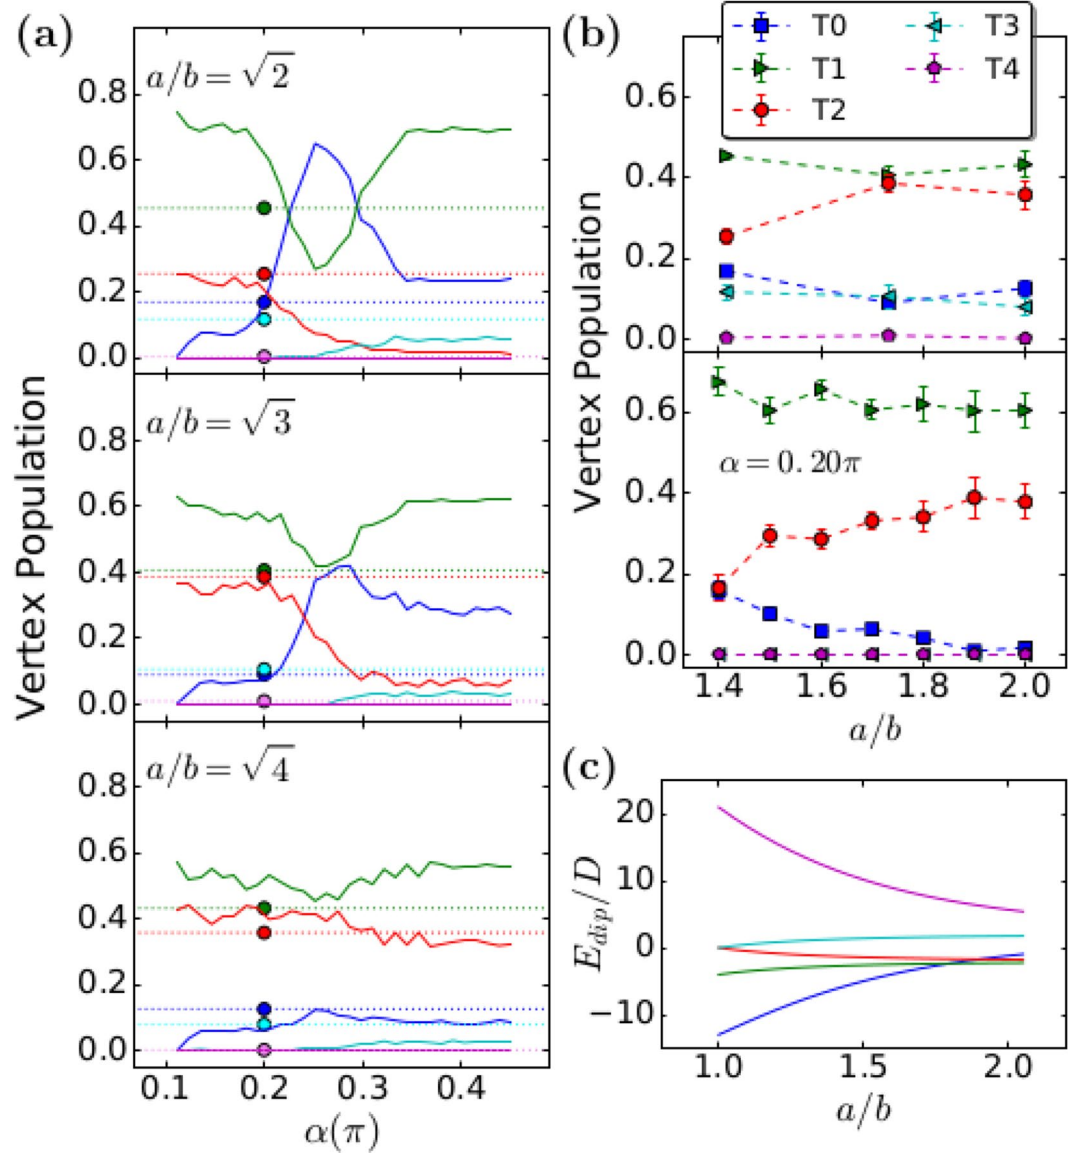 (a)
a/b = √2
0.8
0.6
0.4
0.2
0.0
a/b = √3
0.8
0.6
0.4
0.2
0.0
a/b = √4
0.8
0.6
0.4
0.2
0.0
0.1 0.2 0.3 0.4
α(π)
Vertex Population
(b)
T0 T3
T1 T4
T2
0.6
0.4
0.2
0.0
α = 0.20π
0.6
0.4
0.2
0.0
1.4 1.6 1.8 2.0
a/b
Vertex Population
(c)
20
10
0
−10
1.0 1.5 2.0
a/b
E_dip/D